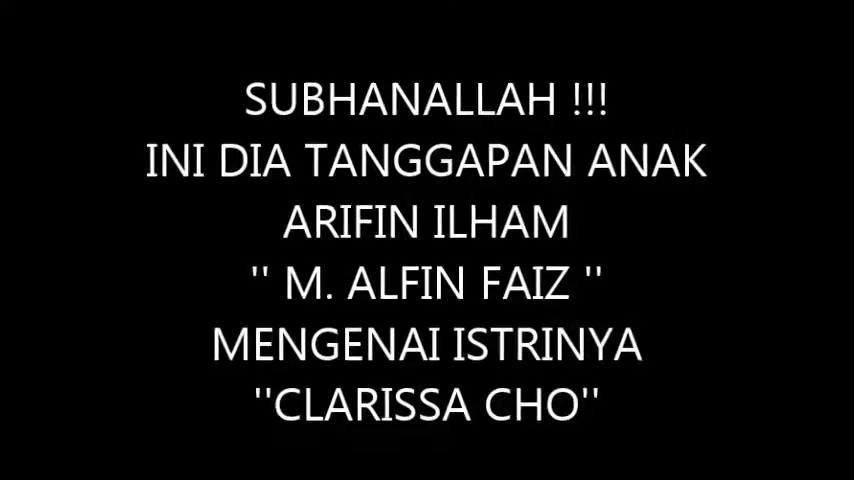 SUBHANALLAH !!!
INI DIA TANGGAPAN ANAK
ARIFIN ILHAM
'' M. ALFIN FAIZ ''
MENGENAI ISTRINYA
''CLARISSA CHO''